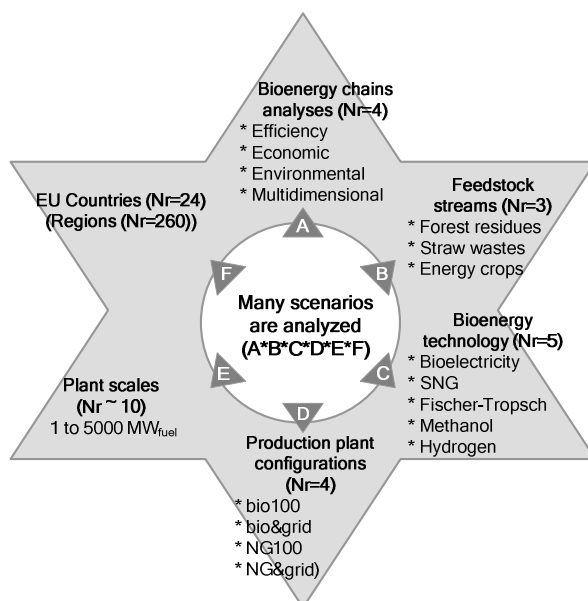 Bioenergy chains
analyses (Nr=4)
* Efficiency
* Economic
* Environmental
* Multidimensional
EU Countries (Nr=24)
(Regions (Nr=260))
Feedstock
streams (Nr=3)
* Forest residues
* Straw wastes
* Energy crops
A
B
F
Many scenarios
are analyzed
(A*B*C*D*E*F)
E
C
D
Bioenergy
technology (Nr=5)
* Bioelectricity
* SNG
* Fischer-Tropsch
* Methanol
* Hydrogen
Plant scales
(Nr ~ 10)
1 to 5000 MWfuel
Production plant
configurations
(Nr=4)
* bio100
* bio&grid
* NG100
* NG&grid)